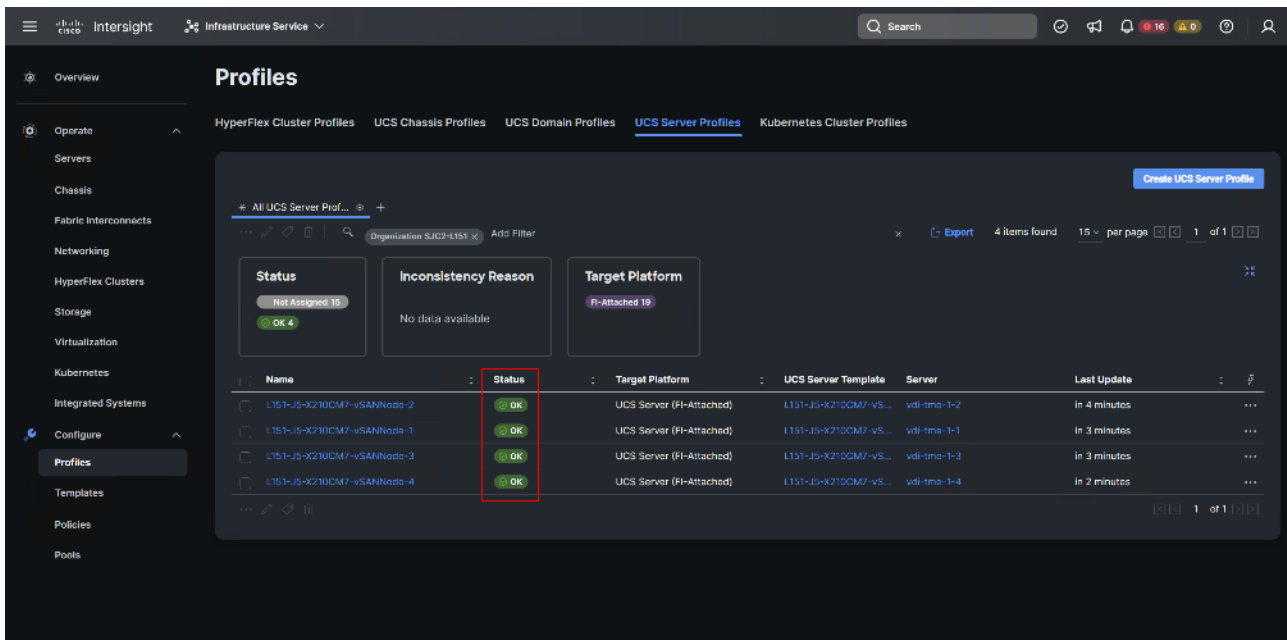 cisco Intersight Infrastructure Service Search 16 0
Overview
Operate
Servers
Chassis
Fabric Interconnects
Networking
HyperFlex Clusters
Storage
Virtualization
Kubernetes
Integrated Systems
Configure
Profiles
Templates
Policies
Pools
Profiles
HyperFlex Cluster Profiles UCS Chassis Profiles UCS Domain Profiles UCS Server Profiles Kubernetes Cluster Profiles
Create UCS Server Profile
All UCS Server Prof... +
Organization SJC2-L151 × Add Filter × Export 4 items found 15 per page 1 of 1
Status Inconsistency Reason Target Platform
Not Assigned 15 No data available FI-Attached 19
OK 4
Name Status Target Platform UCS Server Template Server Last Update
L151-J5-X210CM7-vSANNode-2 OK UCS Server (FI-Attached) L151-J5-X210CM7-vS... vdi-tme-1-2 in 4 minutes ...
L151-J5-X210CM7-vSANNode-1 OK UCS Server (FI-Attached) L151-J5-X210CM7-vS... vdi-tme-1-1 in 3 minutes ...
L151-J5-X210CM7-vSANNode-3 OK UCS Server (FI-Attached) L151-J5-X210CM7-vS... vdi-tme-1-3 in 3 minutes ...
L151-J5-X210CM7-vSANNode-4 OK UCS Server (FI-Attached) L151-J5-X210CM7-vS... vdi-tme-1-4 in 2 minutes ...
1 of 1